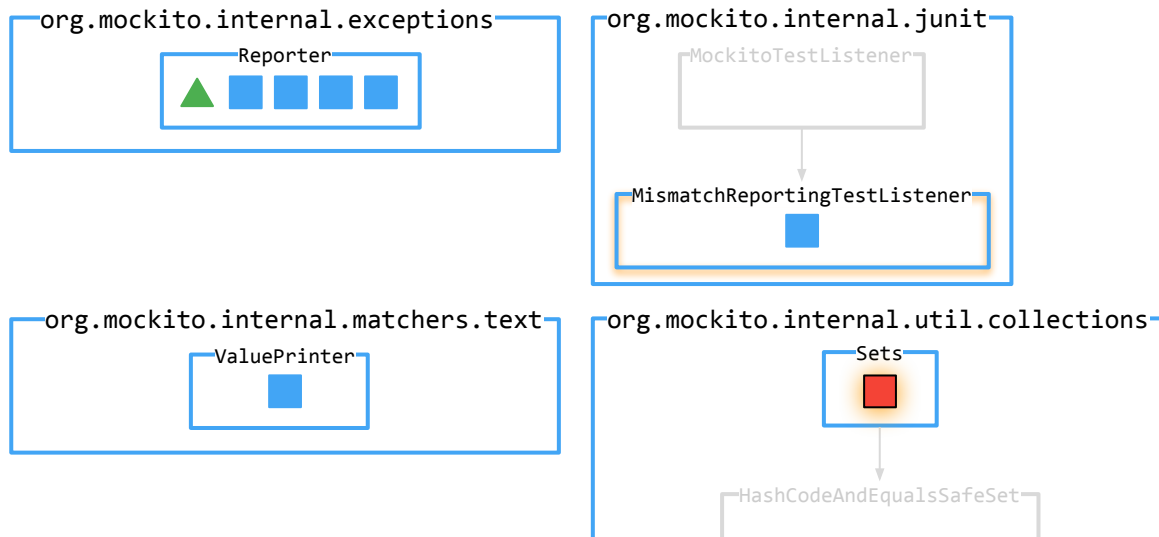 org.mockito.internal.exceptions
Reporter
org.mockito.internal.junit
MockitoTestListener
MismatchReportingTestListener
org.mockito.internal.matchers.text
ValuePrinter
org.mockito.internal.util.collections
Sets
HashCodeAndEqualsSafeSet